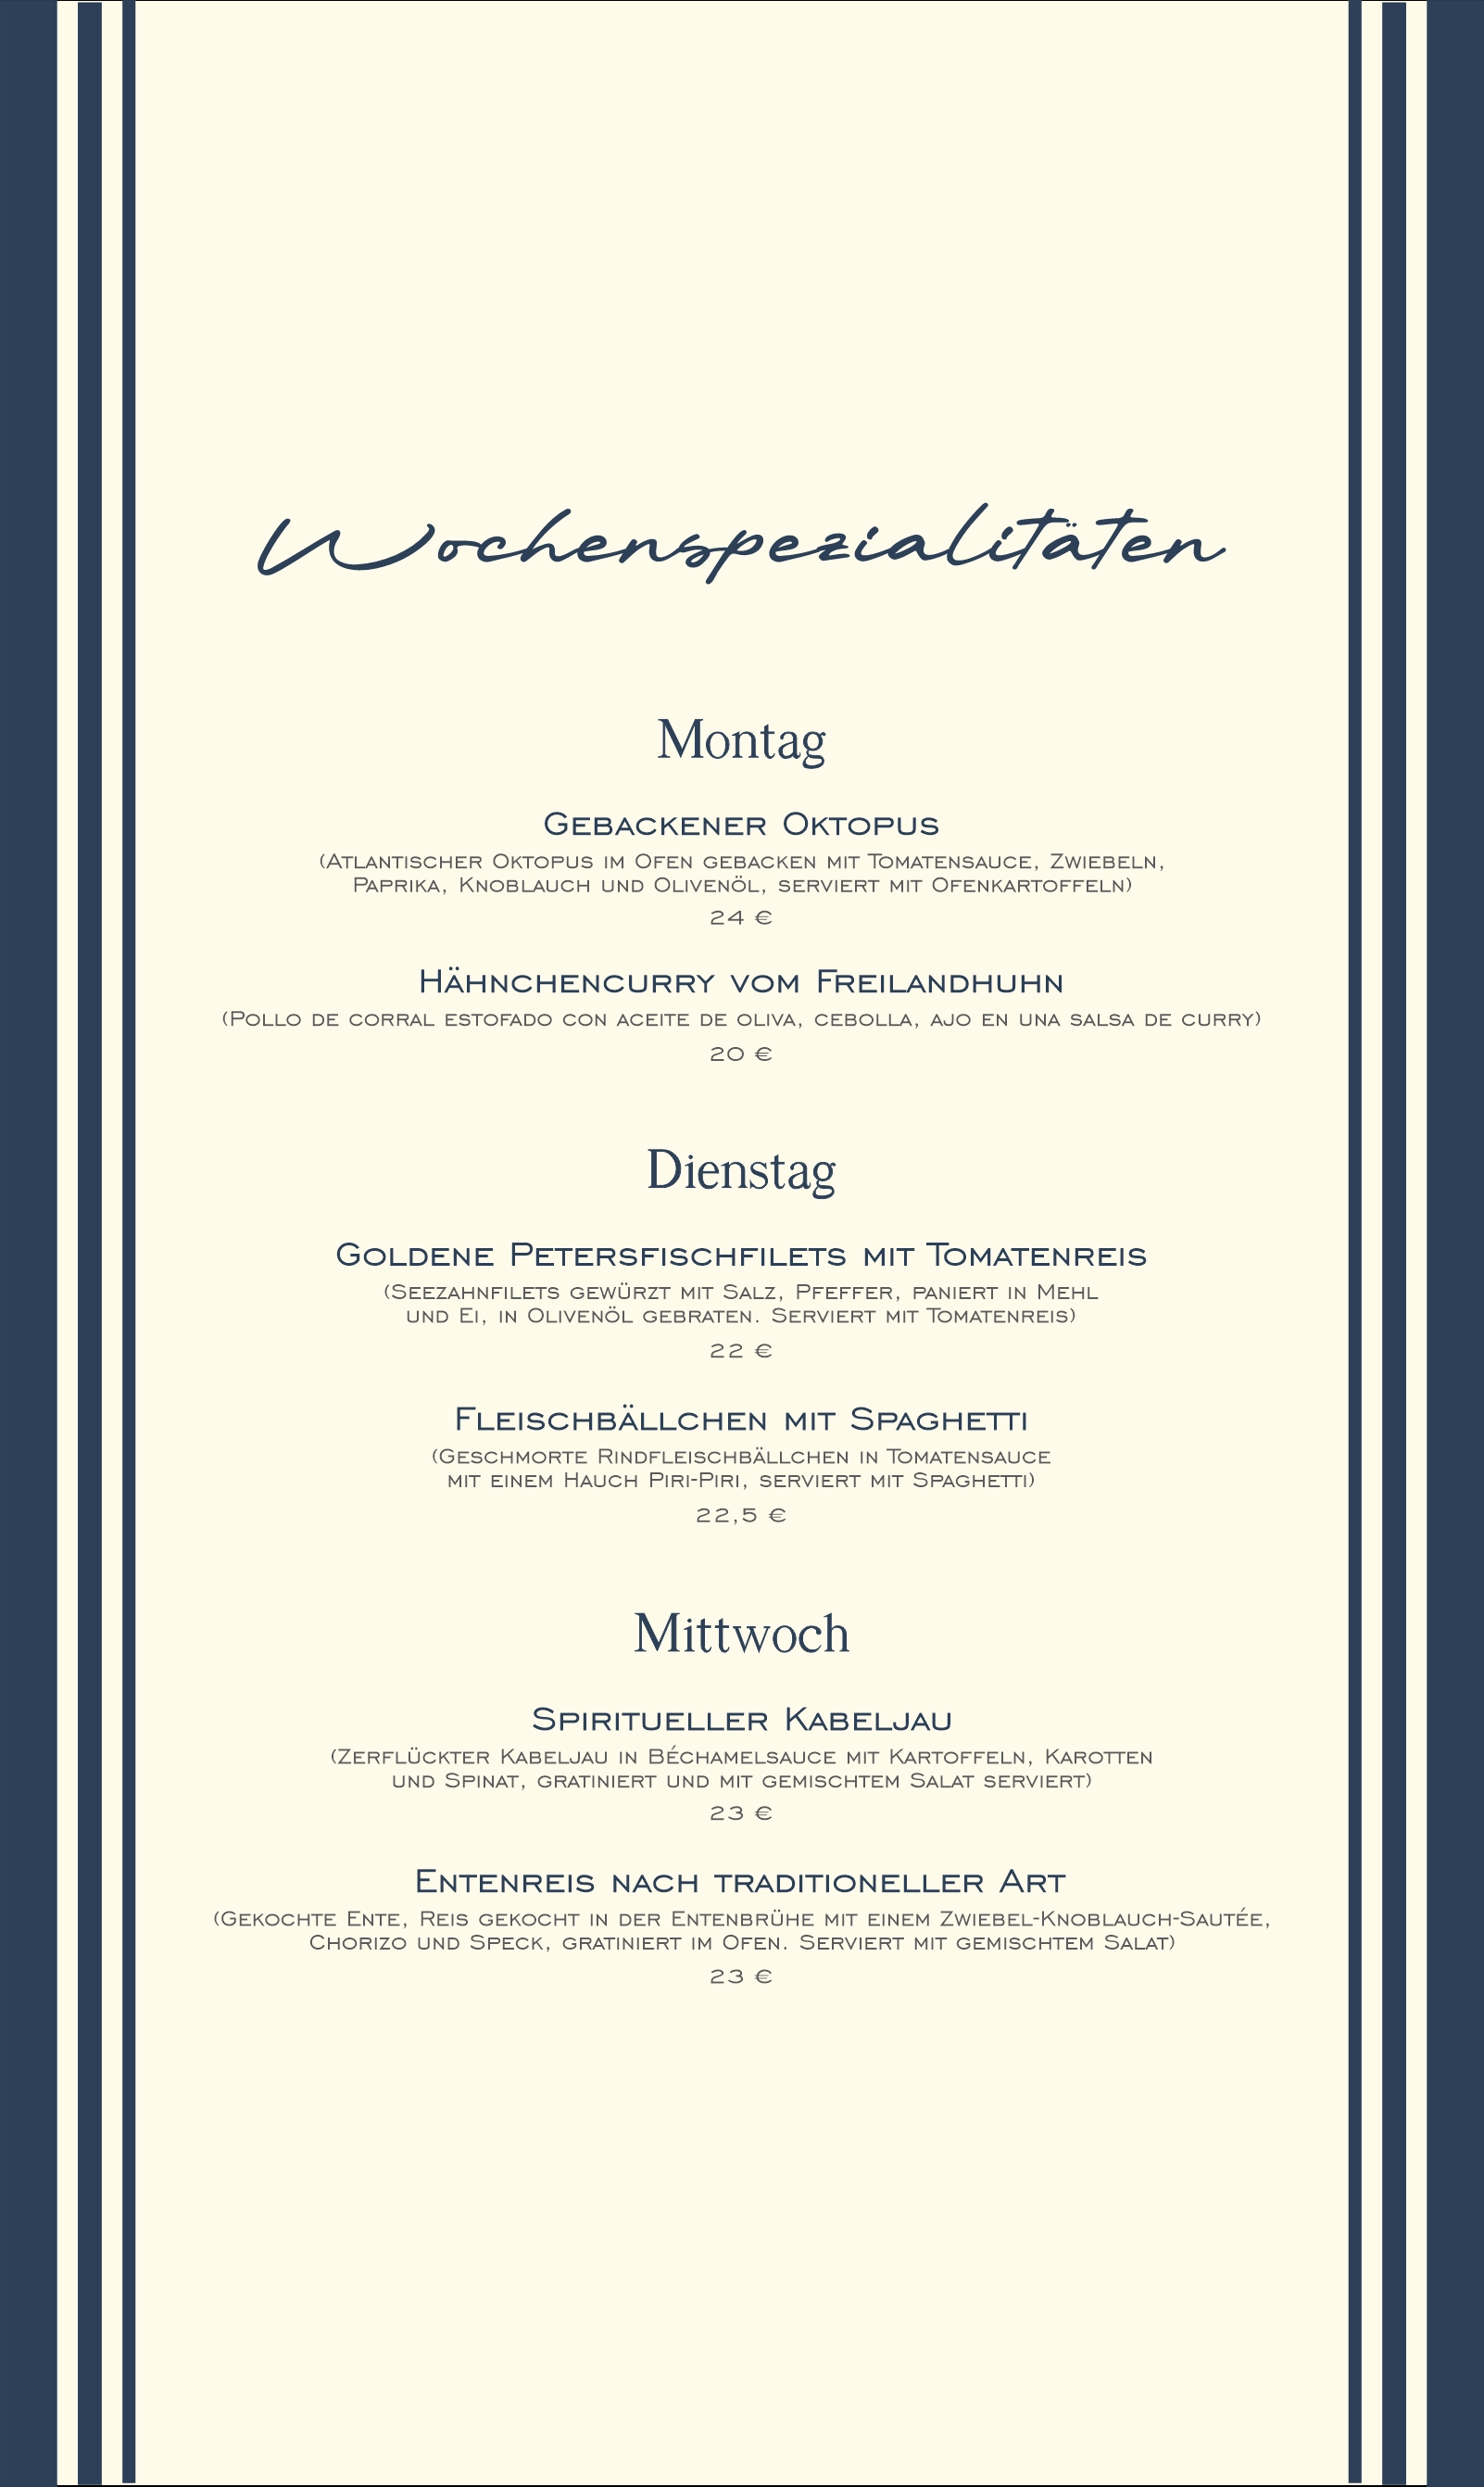 Wochenspezialitäten
Montag
Gebackener Oktopus
(Atlantischer Oktopus im Ofen gebacken mit Tomatensauce, Zwiebeln,
Paprika, Knoblauch und Olivenöl, serviert mit Ofenkartoffeln)
24 €
Hähnchencurry vom Freilandhuhn
(Pollo de corral estofado con aceite de oliva, cebolla, ajo en una salsa de curry)
20 €
Dienstag
Goldene Petersfischfilets mit Tomatenreis
(Seezahnfilets gewürzt mit Salz, Pfeffer, paniert in Mehl
und Ei, in Olivenöl gebraten. Serviert mit Tomatenreis)
22 €
Fleischbällchen mit Spaghetti
(Geschmorte Rindfleischbällchen in Tomatensauce
mit einem Hauch Piri-Piri, serviert mit Spaghetti)
22,5 €
Mittwoch
Spiritueller Kabeljau
(Zerflückter Kabeljau in Béchamelsauce mit Kartoffeln, Karotten
und Spinat, gratiniert und mit gemischtem Salat serviert)
23 €
Entenreis nach traditioneller Art
(Gekochte Ente, Reis gekocht in der Entenbrühe mit einem Zwiebel-Knoblauch-Sautée,
Chorizo und Speck, gratiniert im Ofen. Serviert mit gemischtem Salat)
23 €